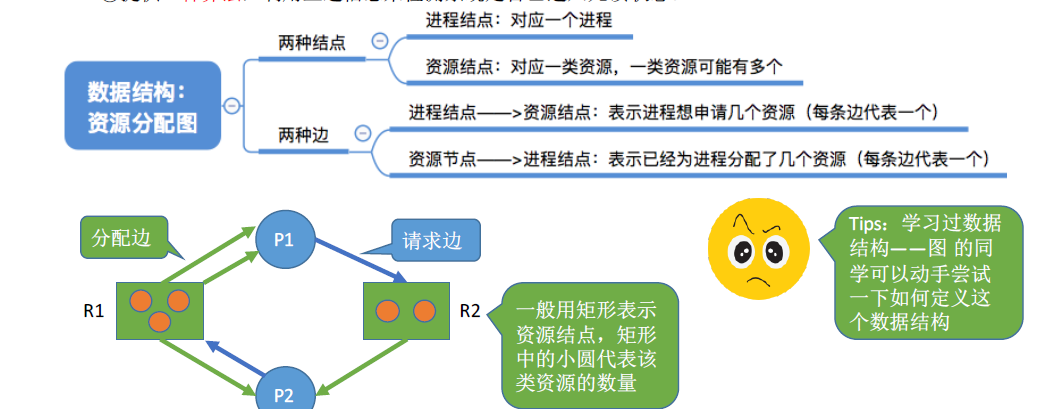 进程结点：对应一个进程
两种结点
资源结点：对应一类资源，一类资源可能有多个
数据结构：
资源分配图
进程结点——>资源结点：表示进程想申请几个资源（每条边代表一个）
两种边
资源节点——>进程结点：表示已经为进程分配了几个资源（每条边代表一个）
分配边
P1
请求边
Tips：学习过数据
结构——图 的同
学可以动手尝试
一下如何定义这
个数据结构
R1
R2
一般用矩形表示
资源结点，矩形
中的小圆代表该
类资源的数量
P2